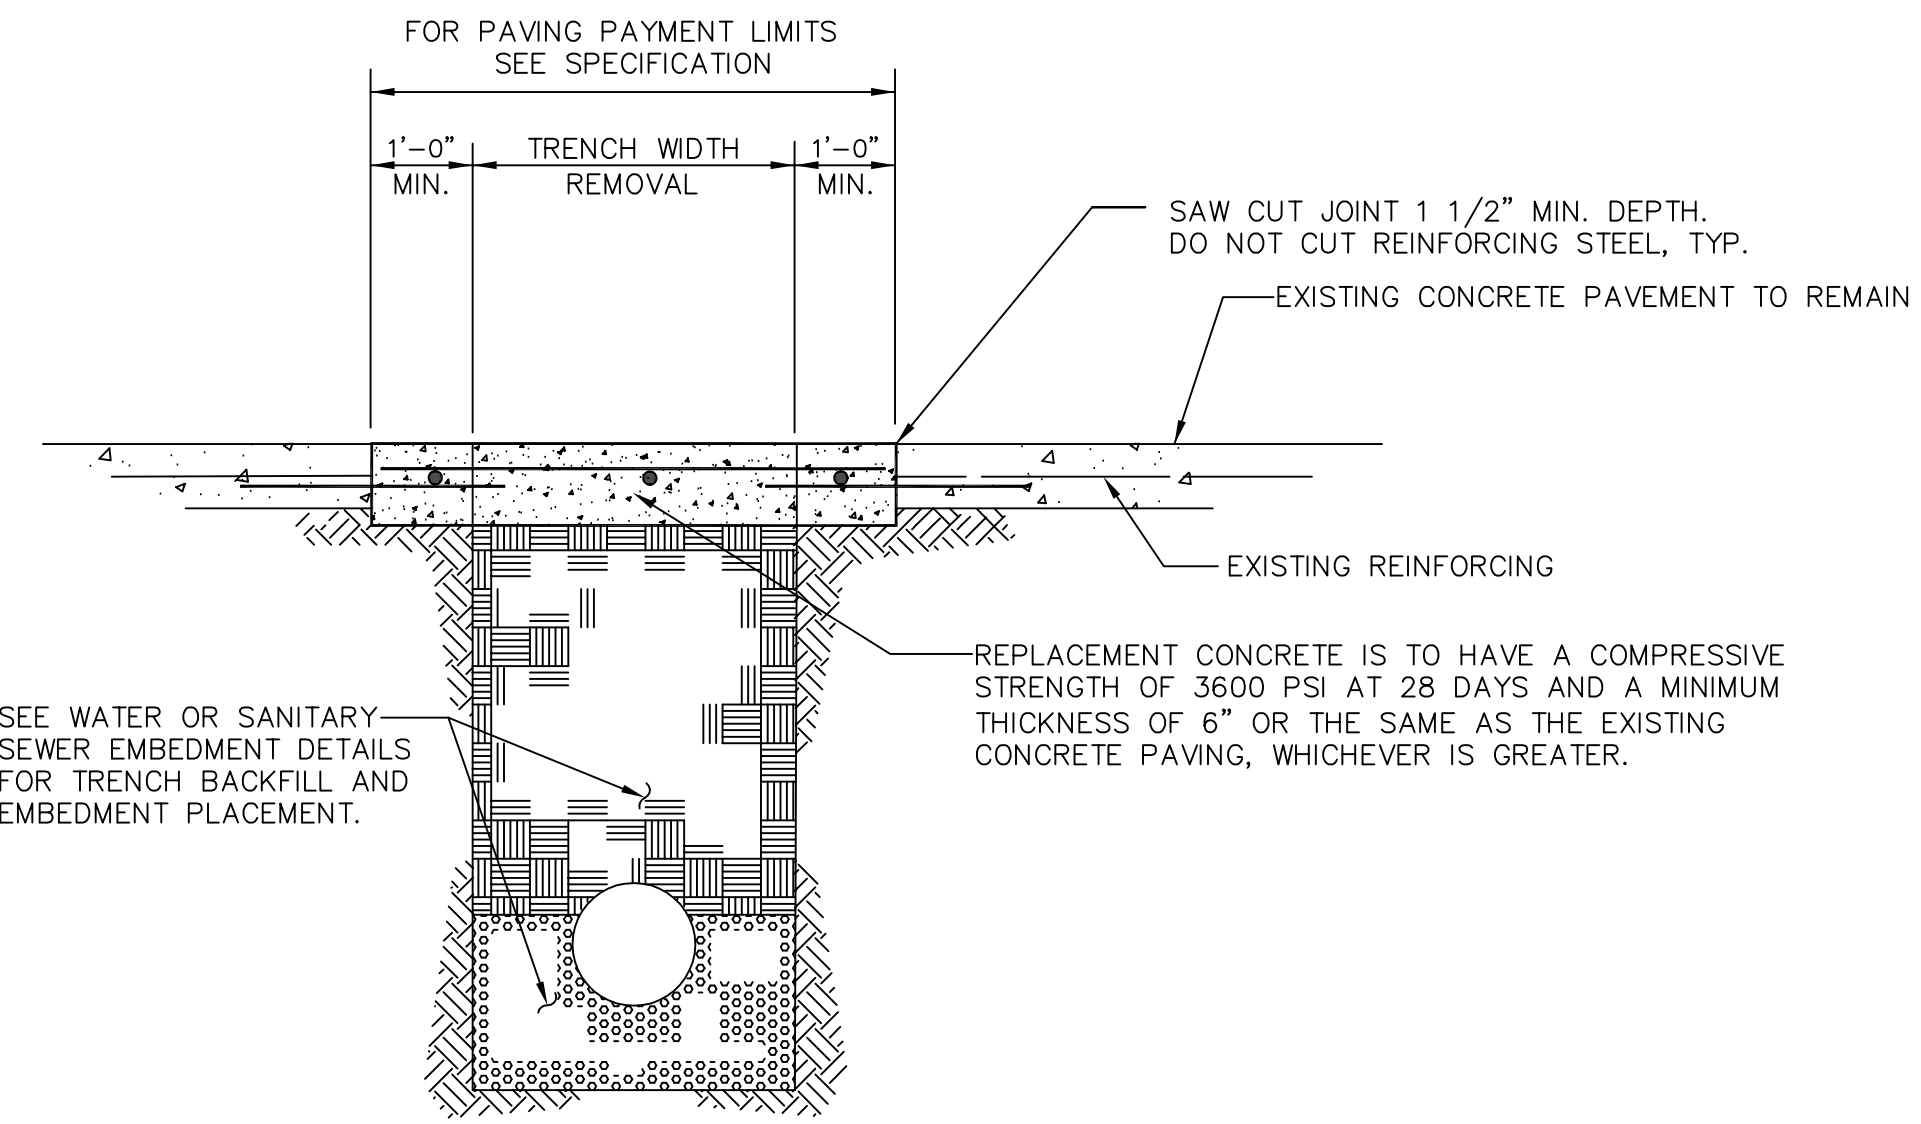 FOR PAVING PAYMENT LIMITS
SEE SPECIFICATION
1'-0"
MIN.
TRENCH WIDTH
REMOVAL
1'-0"
MIN.
SAW CUT JOINT 1 1/2" MIN. DEPTH.
DO NOT CUT REINFORCING STEEL, TYP.
EXISTING CONCRETE PAVEMENT TO REMAIN
EXISTING REINFORCING
REPLACEMENT CONCRETE IS TO HAVE A COMPRESSIVE
STRENGTH OF 3600 PSI AT 28 DAYS AND A MINIMUM
THICKNESS OF 6" OR THE SAME AS THE EXISTING
CONCRETE PAVING, WHICHEVER IS GREATER.
SEE WATER OR SANITARY
SEWER EMBEDMENT DETAILS
FOR TRENCH BACKFILL AND
EMBEDMENT PLACEMENT.